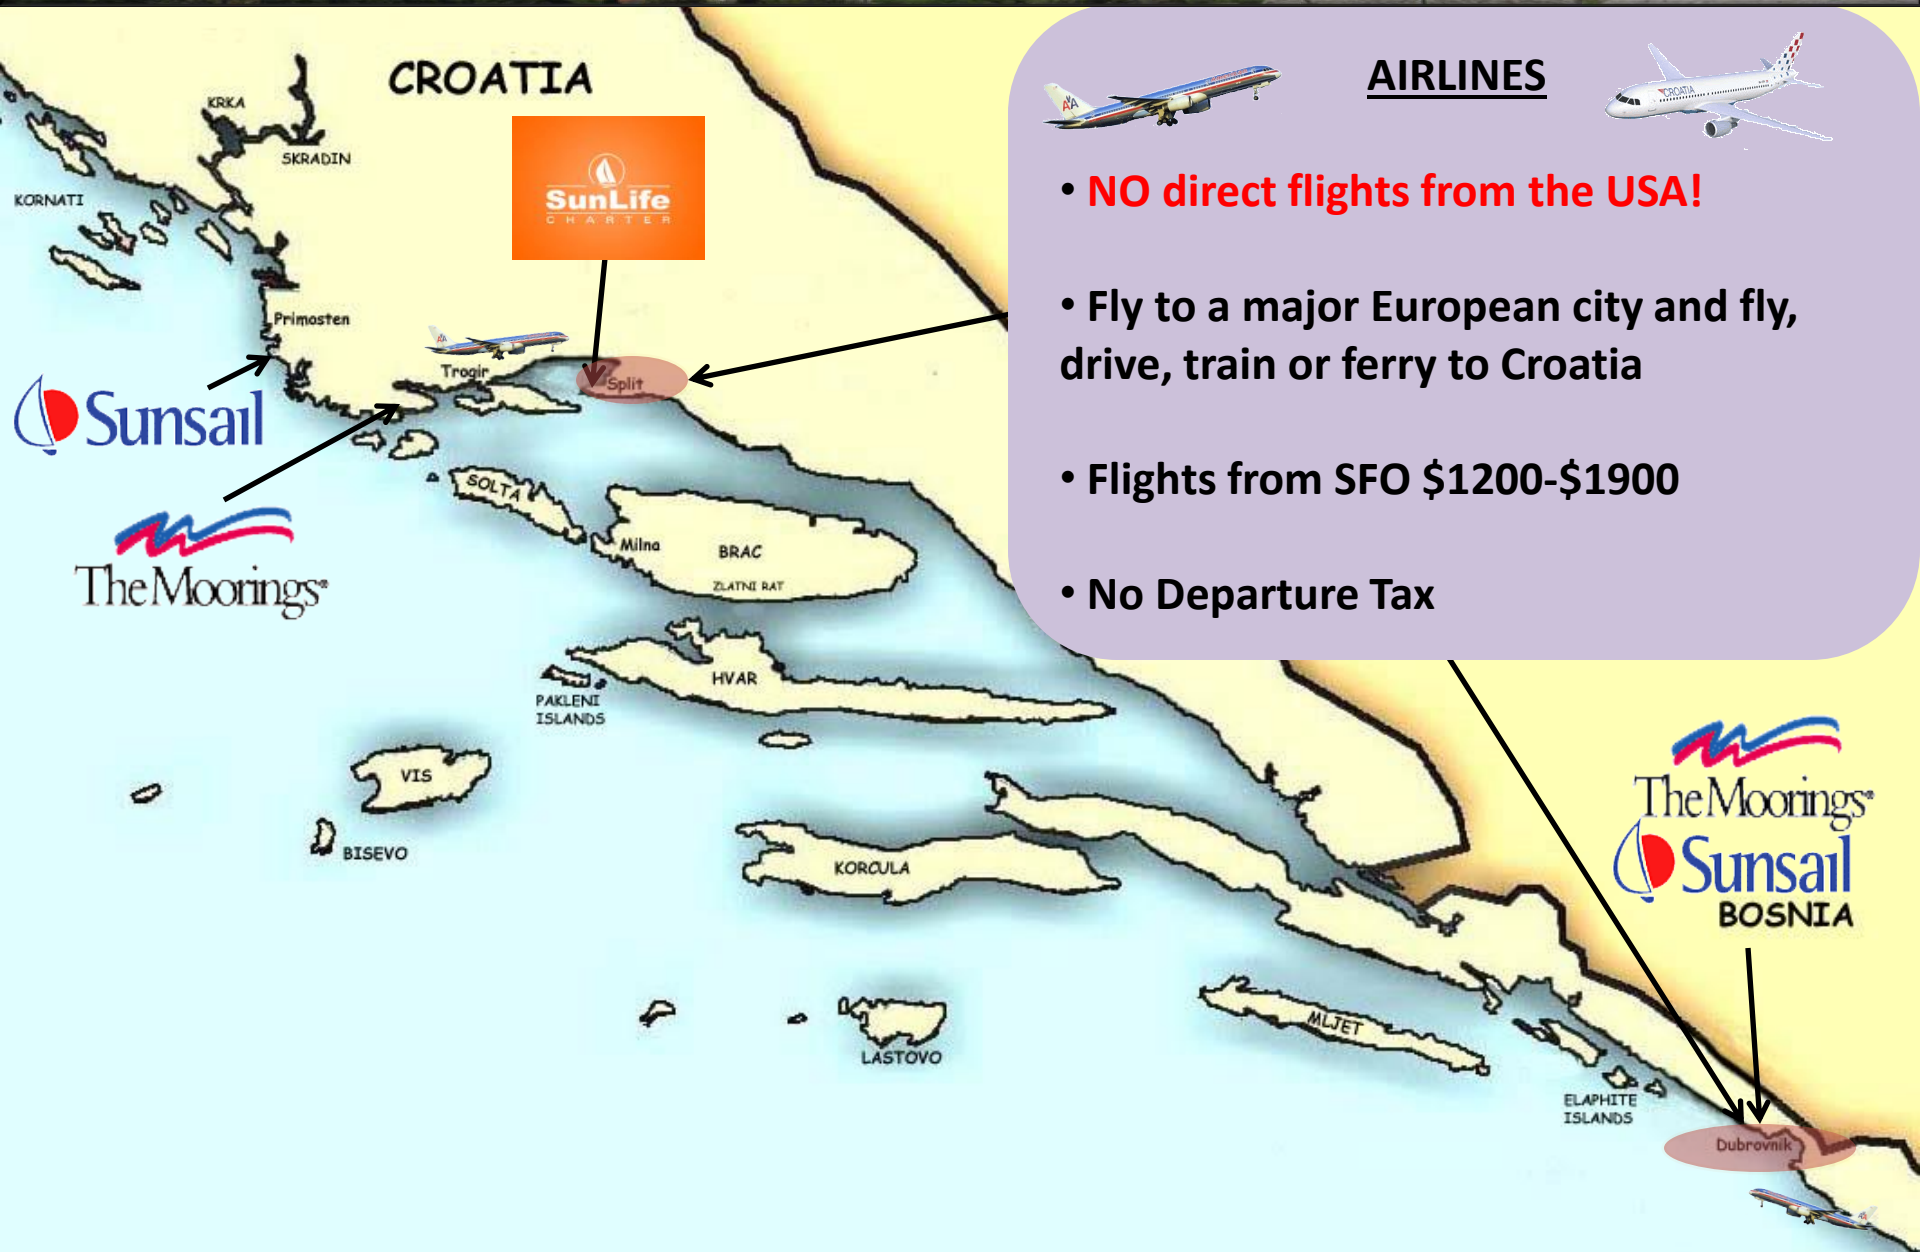 CROATIA
KRKA
SKRADIN
KORNATI
SunLife
CHARTER
Primosten
Trogir
Split
Sunsail
The Moorings®
SOLTA
Milna
BRAC
ZLATNI RAT
HVAR
PAKLENI
ISLANDS
VIS
BISEVO
KORCULA
LASTOVO
MLJET
ELAPHITE
ISLANDS
Dubrovnik
The Moorings®
Sunsail
BOSNIA
AIRLINES
AA
CROATIA
• NO direct flights from the USA!
• Fly to a major European city and fly,
drive, train or ferry to Croatia
• Flights from SFO $1200-$1900
• No Departure Tax